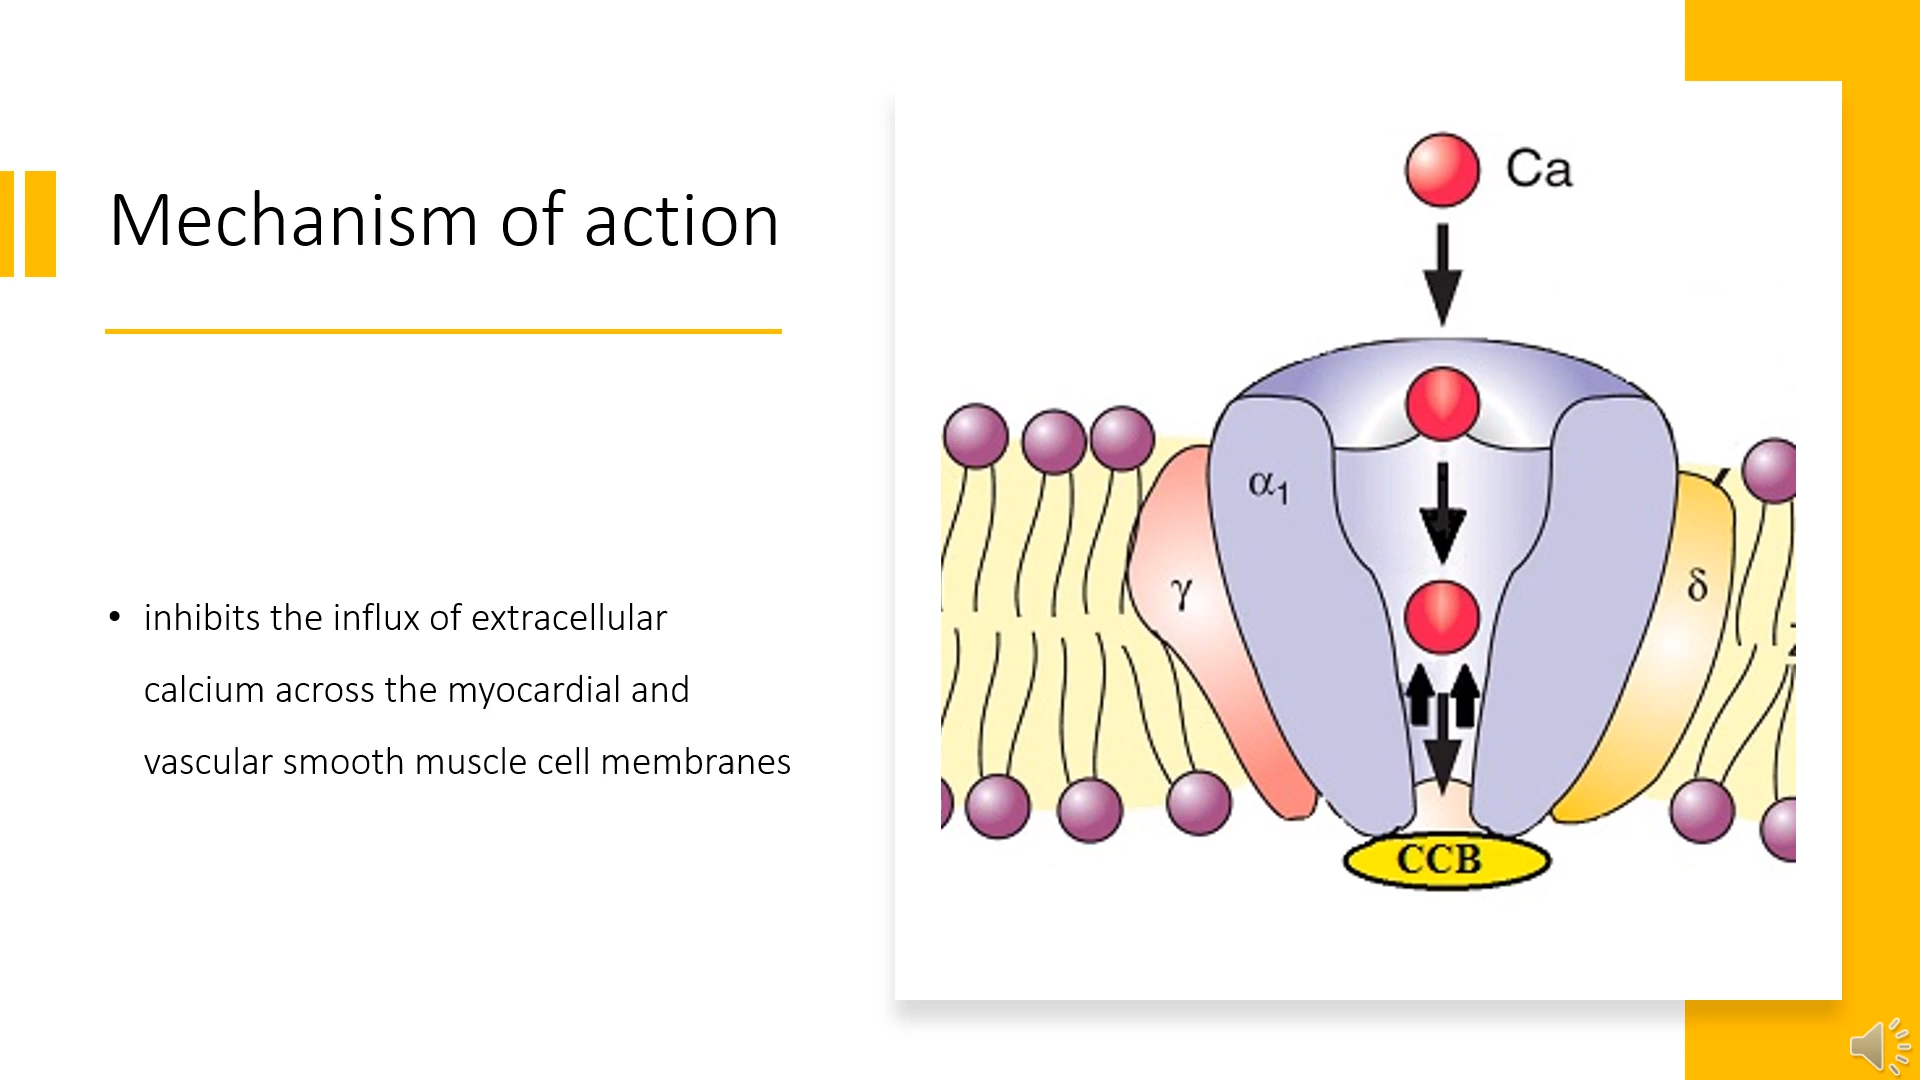 Mechanism of action
• inhibits the influx of extracellular
calcium across the myocardial and
vascular smooth muscle cell membranes
Ca
α1
γ
δ
CCB